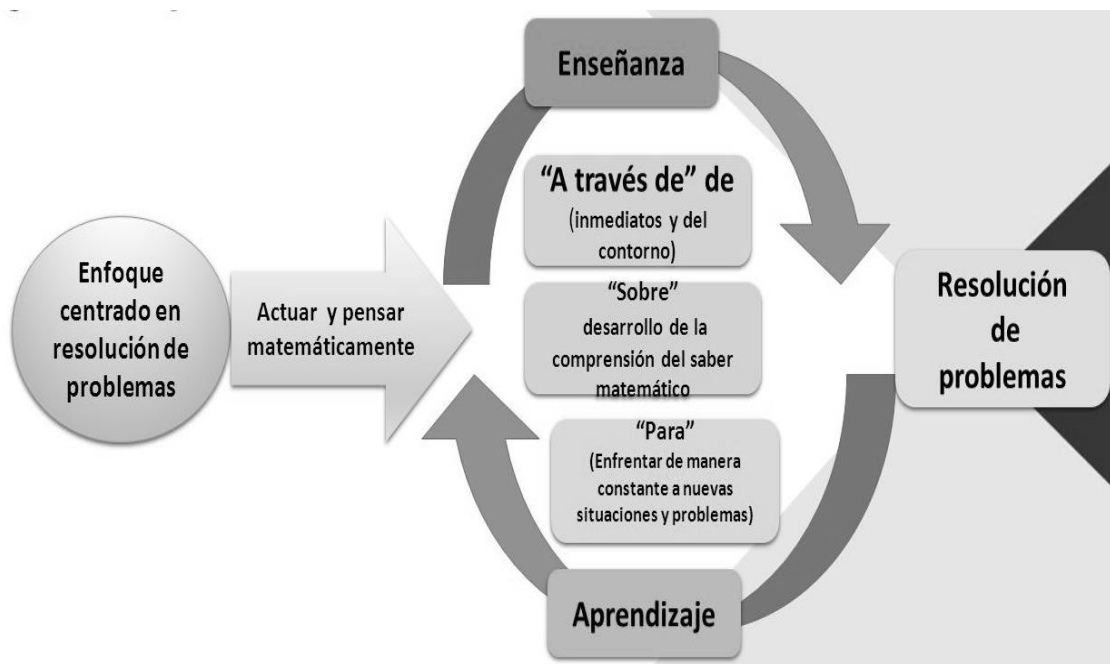 Enseñanza
“A través de” de
(inmediatos y del
contorno)
Enfoque
centrado en
resolución de
problemas
Actuar y pensar
matemáticamente
“Sobre”
desarrollo de la
comprensión del saber
matemático
Resolución
de
problemas
“Para”
(Enfrentar de manera
constante a nuevas
situaciones y problemas)
Aprendizaje